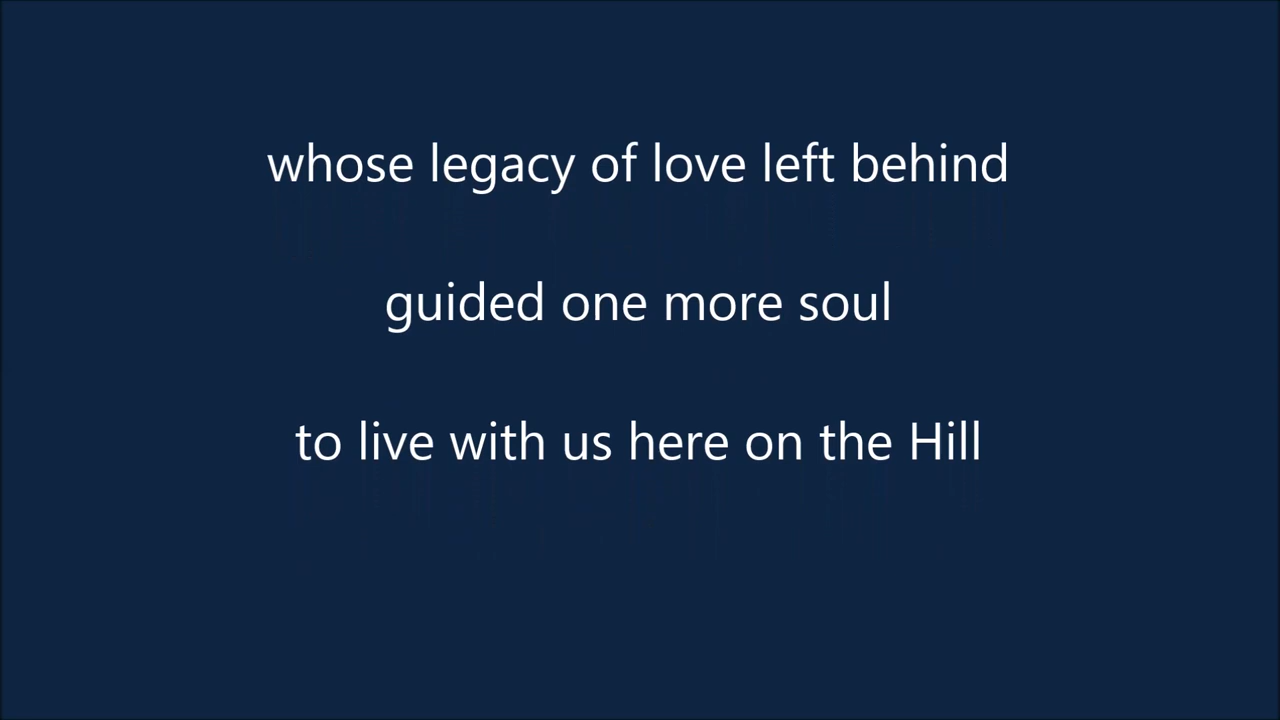 whose legacy of love left behind
guided one more soul
to live with us here on the Hill